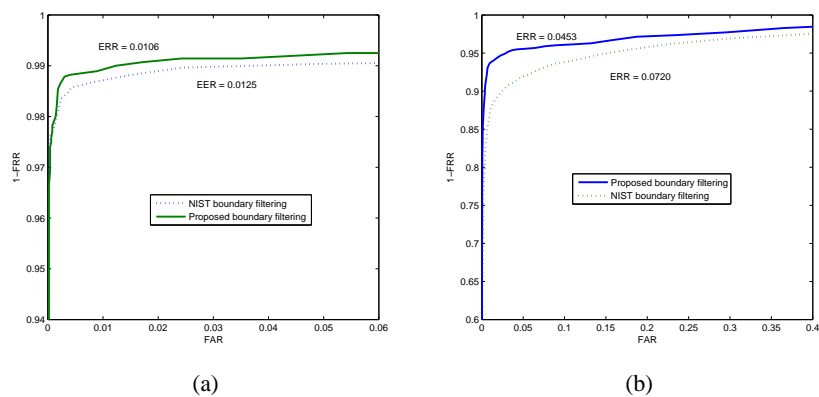 1
0.99
0.98
0.97
0.96
0.95
0.94
1−FRR
ERR = 0.0106
EER = 0.0125
NIST boundary filtering
Proposed boundary filtering
0 0.01 0.02 0.03 0.04 0.05 0.06
FAR
(a)
1
0.95
0.9
0.85
0.8
0.75
0.7
0.65
0.6
1−FRR
ERR = 0.0453
ERR = 0.0720
Proposed boundary filtering
NIST boundary filtering
0 0.05 0.1 0.15 0.2 0.25 0.3 0.35 0.4
FAR
(b)